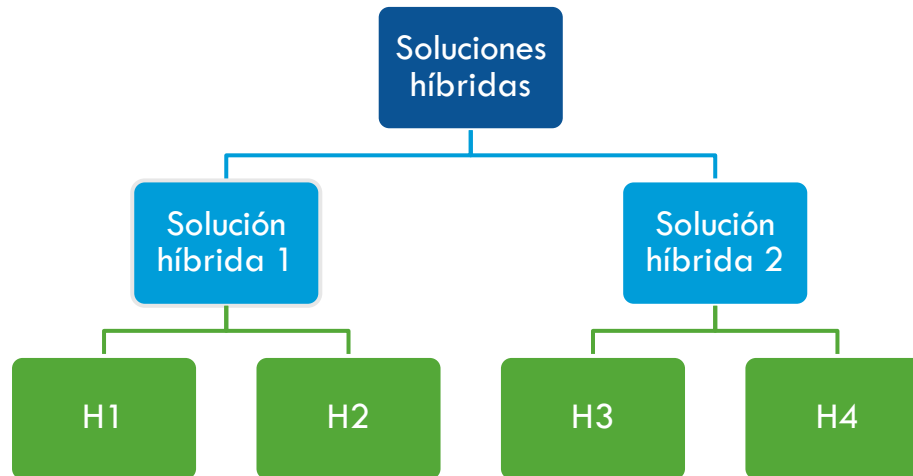 Soluciones
híbridas
Solución
híbrida 1
Solución
híbrida 2
H1
H2
H3
H4